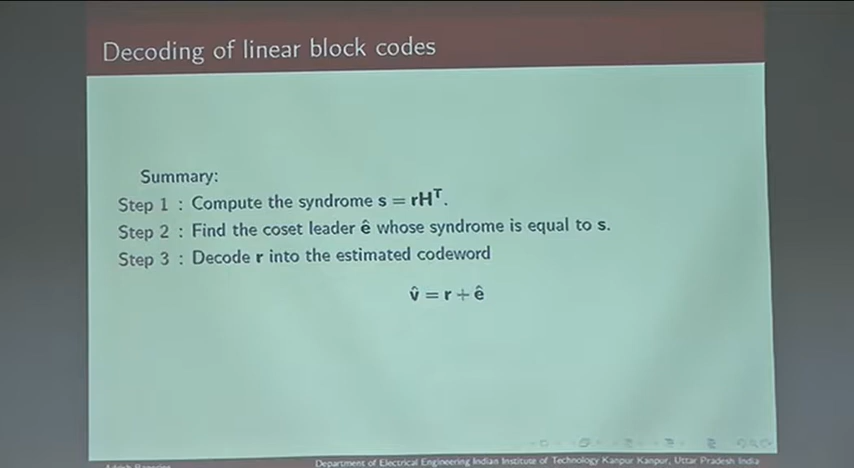 Decoding of linear block codes
Summary:
Step 1 : Compute the syndrome s = rHᵀ.
Step 2 : Find the coset leader ê whose syndrome is equal to s.
Step 3 : Decode r into the estimated codeword
v̂ = r + ê
Department of Electrical Engineering Indian Institute of Technology Kanpur Kanpur, Uttar Pradesh India